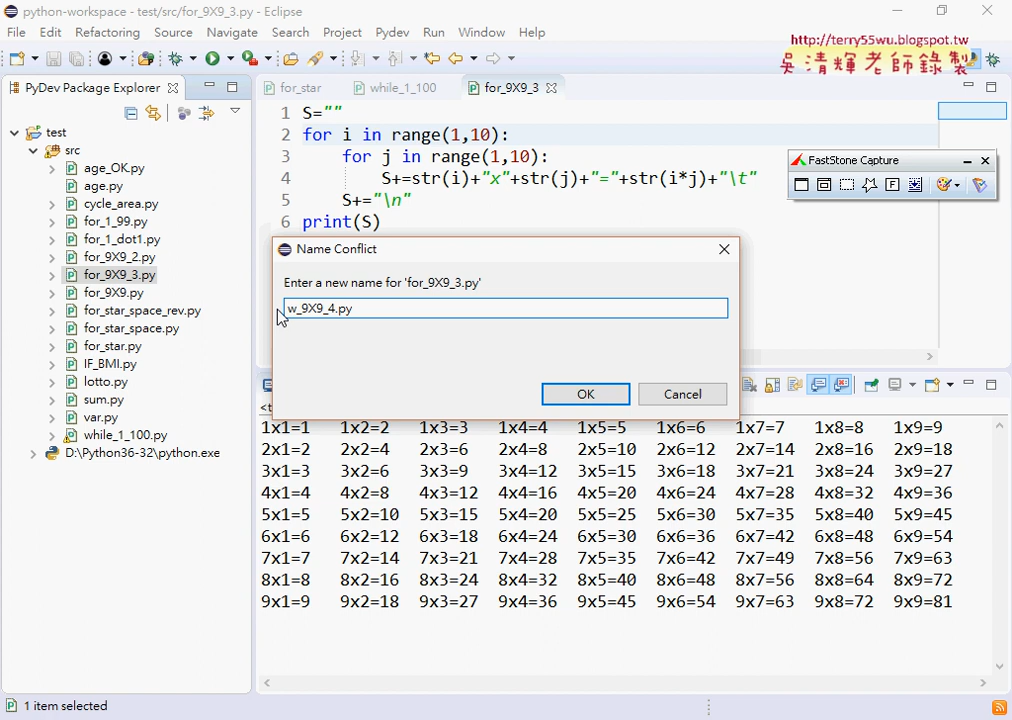 python-workspace - test/src/for_9X9_3.py - Eclipse
File Edit Refactoring Source Navigate Search Project Pydev Run Window Help
http://terry55wu.blogspot.tw
吳清輝老師錄製
PyDev Package Explorer
for_star
while_1_100
for_9X9_3
test
src
age_OK.py
age.py
cycle_area.py
for_1_99.py
for_1_dot1.py
for_9X9_2.py
for_9X9_3.py
for_9X9.py
for_star_space_rev.py
for_star_space.py
for_star.py
IF_BMI.py
lotto.py
sum.py
var.py
while_1_100.py
D:\Python36-32\python.exe
1 S=""
2 for i in range(1,10):
3 for j in range(1,10):
4 S+=str(i)+"x"+str(j)+"="+str(i*j)+"\t"
5 S+="\n"
6 print(S)
FastStone Capture
Name Conflict
Enter a new name for 'for_9X9_3.py'
w_9X9_4.py
OK Cancel
<t
1x1=1 1x2=2 1x3=3 1x4=4 1x5=5 1x6=6 1x7=7 1x8=8 1x9=9
2x1=2 2x2=4 2x3=6 2x4=8 2x5=10 2x6=12 2x7=14 2x8=16 2x9=18
3x1=3 3x2=6 3x3=9 3x4=12 3x5=15 3x6=18 3x7=21 3x8=24 3x9=27
4x1=4 4x2=8 4x3=12 4x4=16 4x5=20 4x6=24 4x7=28 4x8=32 4x9=36
5x1=5 5x2=10 5x3=15 5x4=20 5x5=25 5x6=30 5x7=35 5x8=40 5x9=45
6x1=6 6x2=12 6x3=18 6x4=24 6x5=30 6x6=36 6x7=42 6x8=48 6x9=54
7x1=7 7x2=14 7x3=21 7x4=28 7x5=35 7x6=42 7x7=49 7x8=56 7x9=63
8x1=8 8x2=16 8x3=24 8x4=32 8x5=40 8x6=48 8x7=56 8x8=64 8x9=72
9x1=9 9x2=18 9x3=27 9x4=36 9x5=45 9x6=54 9x7=63 9x8=72 9x9=81
1 item selected